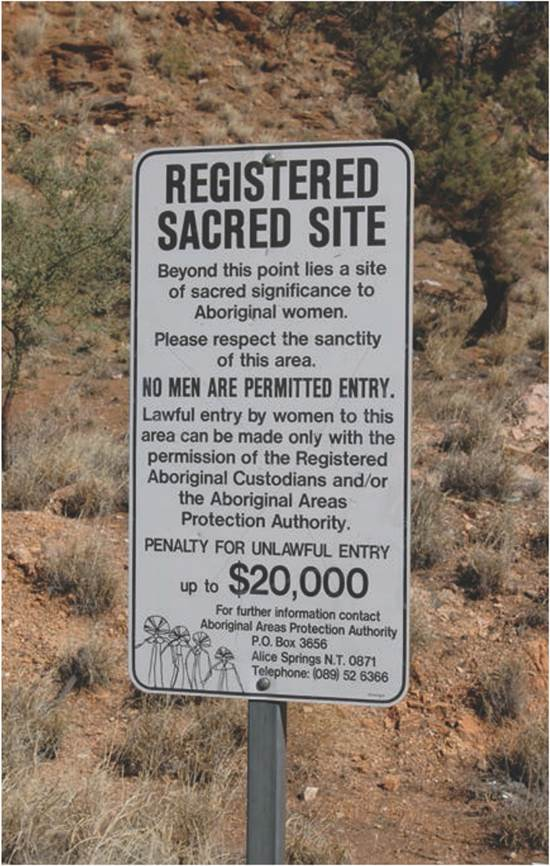 REGISTERED
SACRED SITE
Beyond this point lies a site
of sacred significance to
Aboriginal women.
Please respect the sanctity
of this area.
NO MEN ARE PERMITTED ENTRY.
Lawful entry by women to this
area can be made only with the
permission of the Registered
Aboriginal Custodians and/or
the Aboriginal Areas
Protection Authority.
PENALTY FOR UNLAWFUL ENTRY
up to $20,000
For further information contact
Aboriginal Areas Protection Authority
P.O. Box 3656
Alice Springs N.T. 0871
Telephone: (089) 52 6366